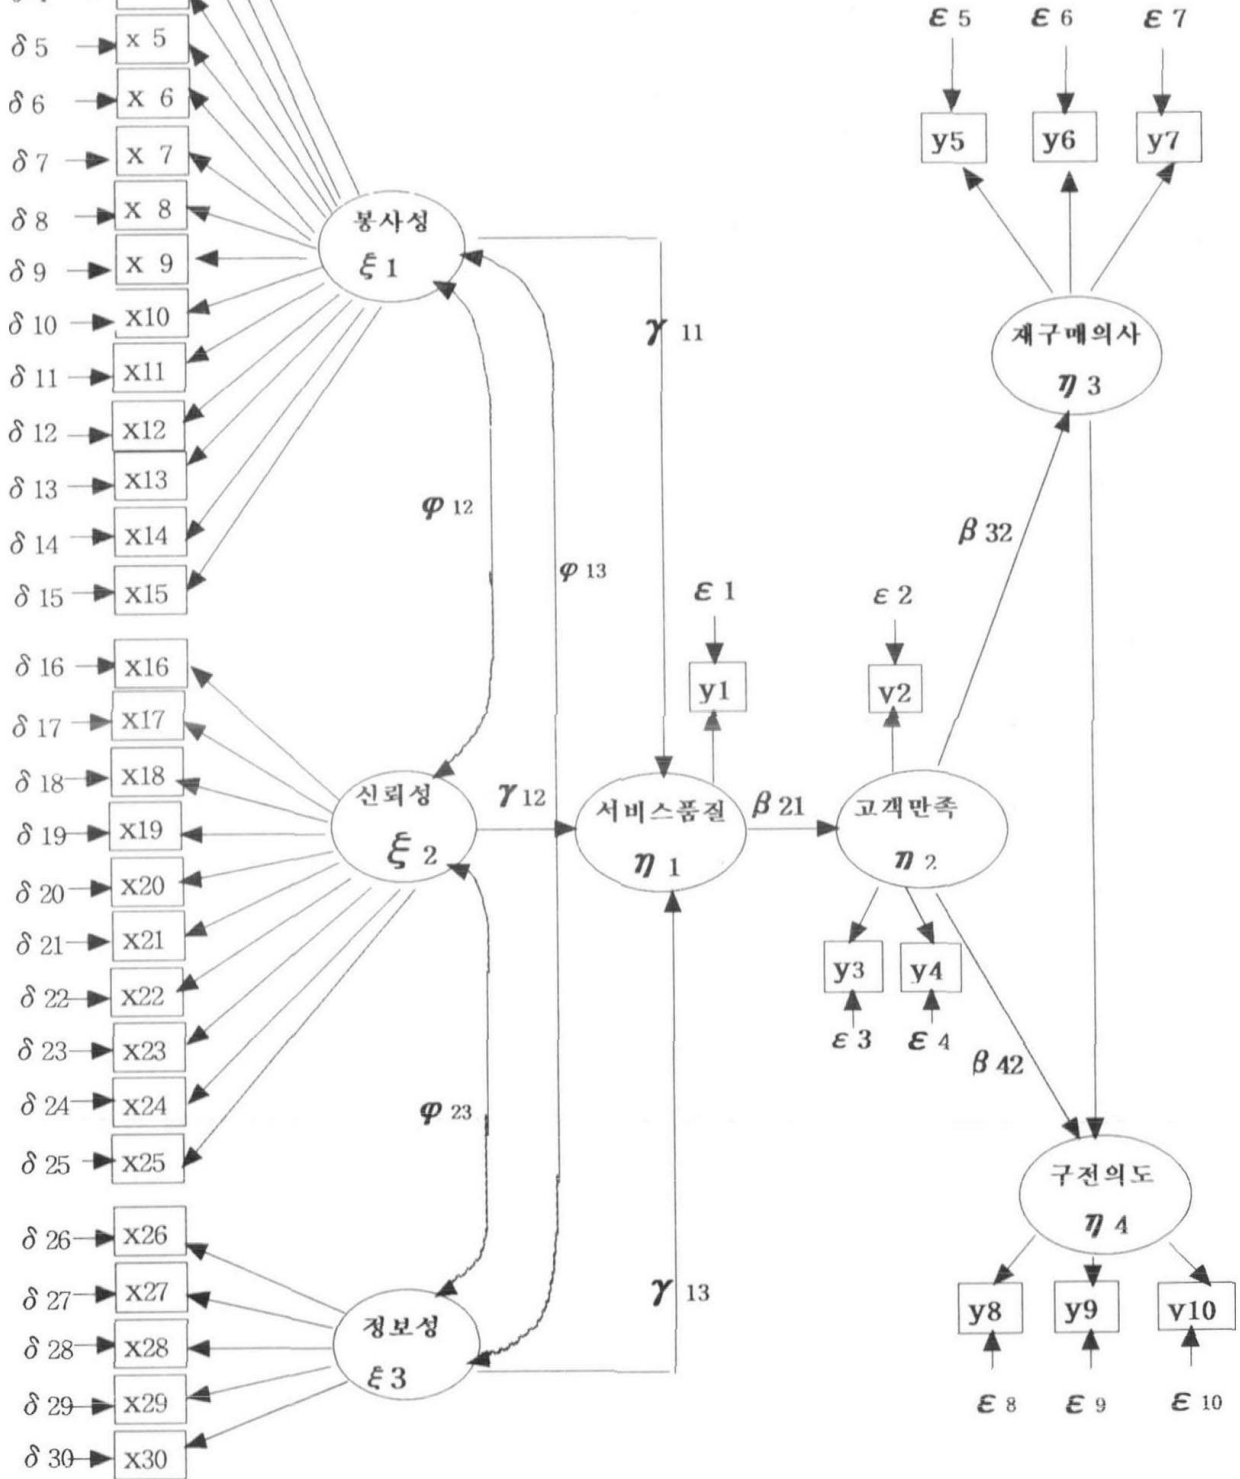 δ 5
x 5
δ 6
x 6
δ 7
x 7
δ 8
x 8
δ 9
x 9
δ 10
x10
δ 11
x11
δ 12
x12
δ 13
x13
δ 14
x14
δ 15
x15
δ 16
x16
δ 17
x17
δ 18
x18
δ 19
x19
δ 20
x20
δ 21
x21
δ 22
x22
δ 23
x23
δ 24
x24
δ 25
x25
δ 26
x26
δ 27
x27
δ 28
x28
δ 29
x29
δ 30
x30
봉사성
ξ 1
신뢰성
ξ 2
정보성
ξ 3
φ 12
φ 13
φ 23
γ 11
γ 12
γ 13
ε 1
y1
서비스품질
η 1
β 21
ε 2
y2
고객만족
η 2
y3
y4
ε 3
ε 4
β 32
β 42
ε 5
ε 6
ε 7
y5
y6
y7
재구매의사
η 3
구전의도
η 4
y8
y9
y10
ε 8
ε 9
ε 10